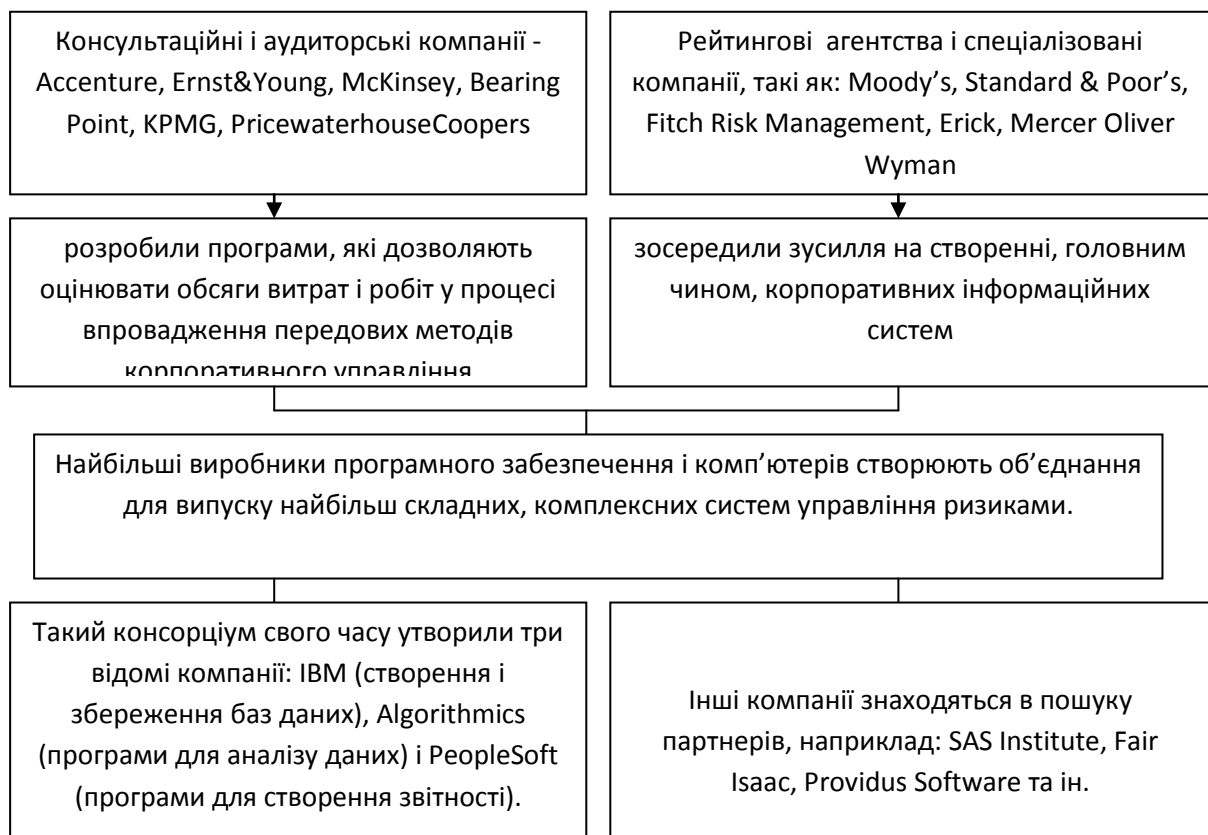 Консультаційні і аудиторські компанії -
Accenture, Ernst&Young, McKinsey, Bearing
Point, KPMG, PricewaterhouseCoopers
Рейтингові агентства і спеціалізовані
компанії, такі як: Moody’s, Standard & Poor’s,
Fitch Risk Management, Erick, Mercer Oliver
Wyman
розробили програми, які дозволяють
оцінювати обсяги витрат і робіт у процесі
впровадження передових методів
корпоративного управління
зосередили зусилля на створенні, головним
чином, корпоративних інформаційних
систем
Найбільші виробники програмного забезпечення і комп’ютерів створюють об’єднання
для випуску найбільш складних, комплексних систем управління ризиками.
Такий консорціум свого часу утворили три
відомі компанії: IBM (створення і
збереження баз даних), Algorithmics
(програми для аналізу даних) і PeopleSoft
(програми для створення звітності).
Інші компанії знаходяться в пошуку
партнерів, наприклад: SAS Institute, Fair
Isaac, Providus Software та ін.